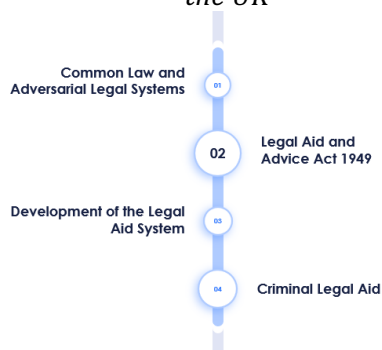 the UK
Common Law and
Adversarial Legal Systems
01
02
Legal Aid and
Advice Act 1949
03
Development of the Legal
Aid System
04
Criminal Legal Aid